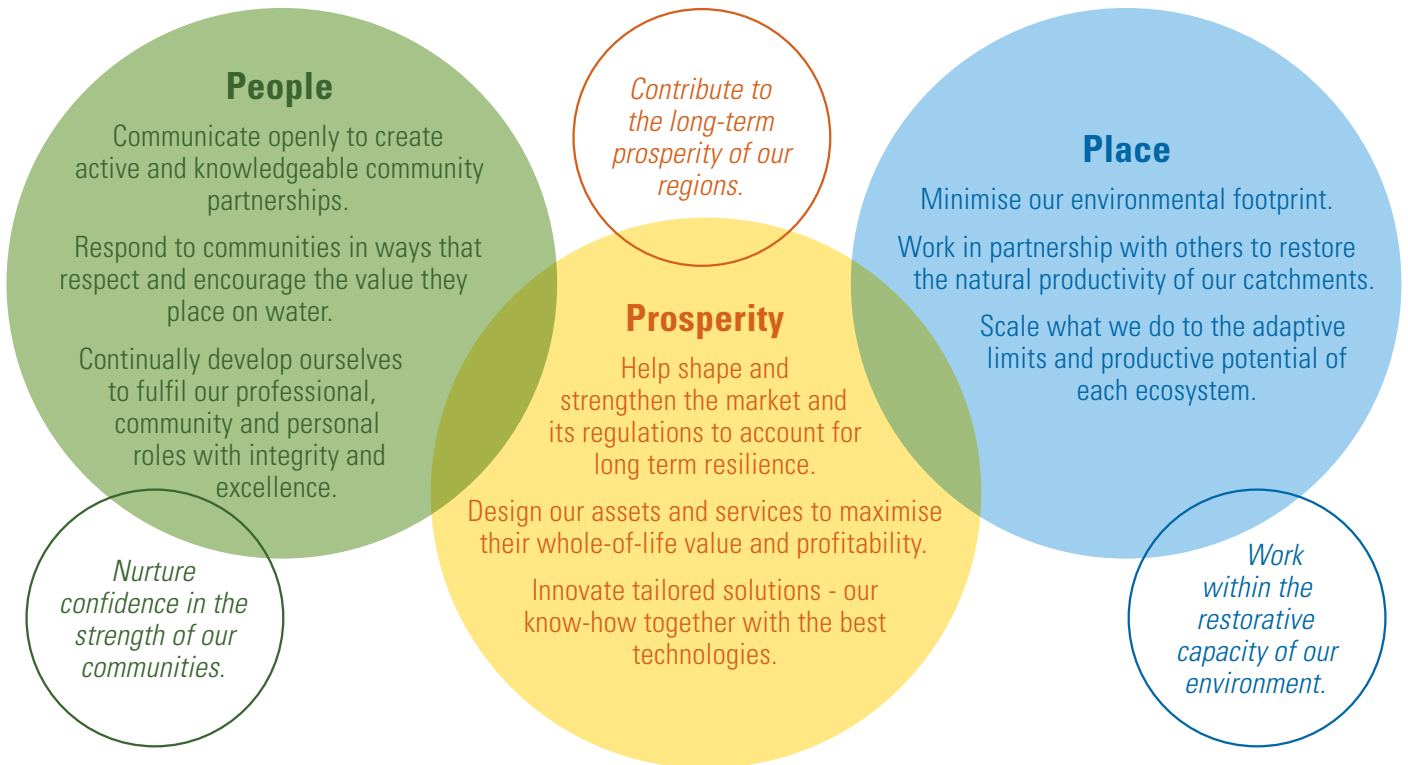 People
Communicate openly to create
active and knowledgeable community
partnerships.
Respond to communities in ways that
respect and encourage the value they
place on water.
Continually develop ourselves
to fulfil our professional,
community and personal
roles with integrity and
excellence.
Nurture
confidence in the
strength of our
communities.
Contribute to
the long-term
prosperity of our
regions.
Prosperity
Help shape and
strengthen the market and
its regulations to account for
long term resilience.
Design our assets and services to maximise
their whole-of-life value and profitability.
Innovate tailored solutions - our
know-how together with the best
technologies.
Place
Minimise our environmental footprint.
Work in partnership with others to restore
the natural productivity of our catchments.
Scale what we do to the adaptive
limits and productive potential of
each ecosystem.
Work
within the
restorative
capacity of our
environment.